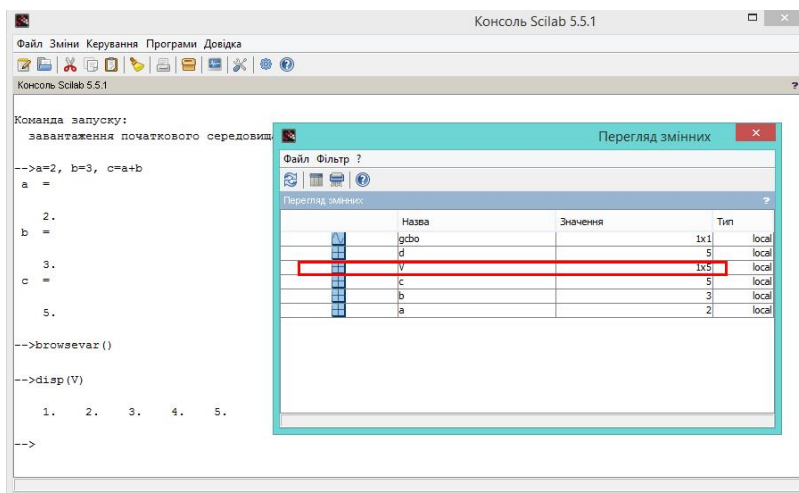 Консоль Scilab 5.5.1
Файл Зміни Керування Програми Довідка
Консоль Scilab 5.5.1 ?
Команда запуску:
завантаження початкового середовищ
-->a=2, b=3, c=a+b
a =
2.
b =
3.
c =
5.
-->browsevar()
-->disp(V)
1. 2. 3. 4. 5.
-->
Перегляд змінних
Файл Фільтр ?
Перегляд змінних ?
Назва Значення Тип
gcbo 1x1 local
d 5 local
V 1x5 local
c 5 local
b 3 local
a 2 local